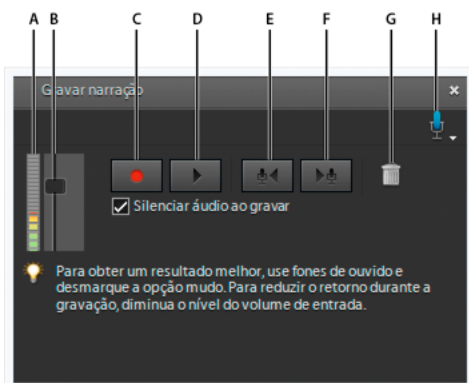 A B C D E F G H
Gravar narração
Silenciar áudio ao gravar
Para obter um resultado melhor, use fones de ouvido e
desmarque a opção mudo. Para reduzir o retorno durante a
gravação, diminua o nível do volume de entrada.